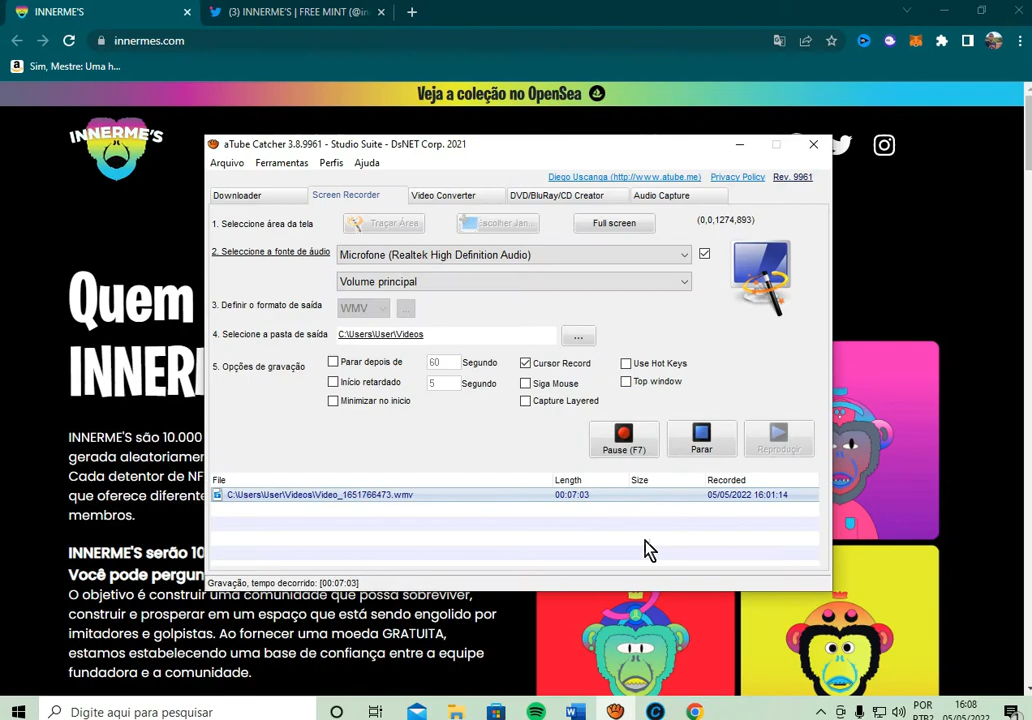 INNERME'S
(3) INNERME'S | FREE MINT (@in
innermes.com
Sim, Mestre: Uma h...
Veja a coleção no OpenSea
INNERME'S
aTube Catcher 3.8.9961 - Studio Suite - DsNET Corp. 2021
Arquivo Ferramentas Perfis Ajuda
Diego Uscanga (http://www.atube.me) Privacy Policy Rev. 9961
Downloader Screen Recorder Video Converter DVD/BluRay/CD Creator Audio Capture
1. Seleccione área da tela Traçar Área Escolher Jan... Full screen (0,0,1274,893)
2. Seleccione a fonte de áudio Microfone (Realtek High Definition Audio)
Volume principal
3. Definir o formato de saída WMV ...
4. Selecione a pasta de saída C:\Users\User\Videos ...
5. Opções de gravação
Parar depois de 60 Segundo Cursor Record Use Hot Keys
Início retardado 5 Segundo Siga Mouse Top window
Minimizar no inicio Capture Layered
Pause (F7) Parar Reproduzir
File Length Size Recorded
C:\Users\User\Videos\Video_1651766473.wmv 00:07:03 05/05/2022 16:01:14
Gravação, tempo decorrido: [00:07:03]
Quem
INNER
INNERME'S são 10.000
gerada aleatoriamen
Cada detentor de NF
que oferece diferente
membros.
INNERME'S serão 10
Você pode pergun
O objetivo é construir uma comunidade que possa sobreviver,
construir e prosperar em um espaço que está sendo engolido por
imitadores e golpistas. Ao fornecer uma moeda GRATUITA,
estamos estabelecendo uma base de confiança entre a equipe
fundadora e a comunidade.
Digite aqui para pesquisar
POR
PTB2
16:08
05/05/2022